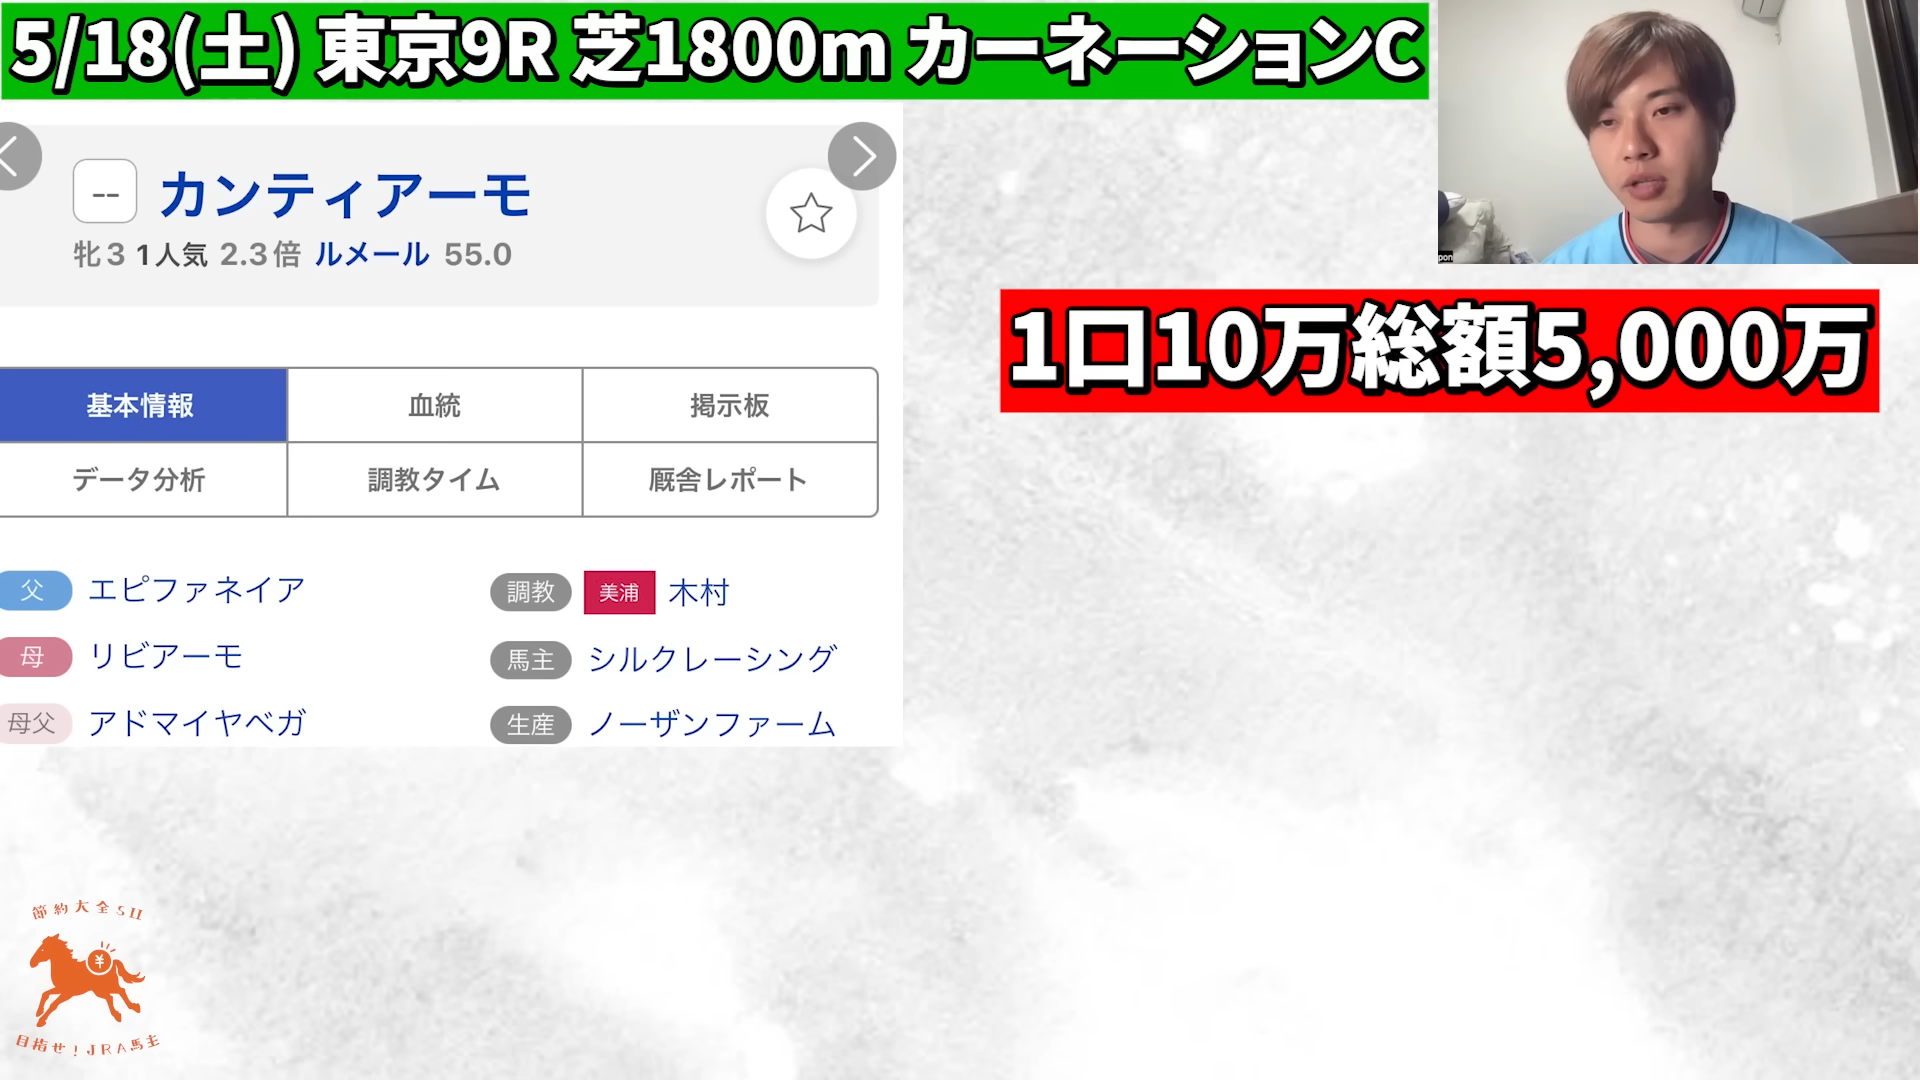 5/18(土) 東京9R 芝1800m カーネーションC
-- カンティアーモ
牝3 1人気 2.3倍 ルメール 55.0
pon
1口10万総額5,000万
基本情報 血統 掲示板
データ分析 調教タイム 厩舎レポート
父 エピファネイア 調教 美浦 木村
母 リビアーモ 馬主 シルクレーシング
母父 アドマイヤベガ 生産 ノーザンファーム
節約大全SII
¥
目指せ!JRA馬主